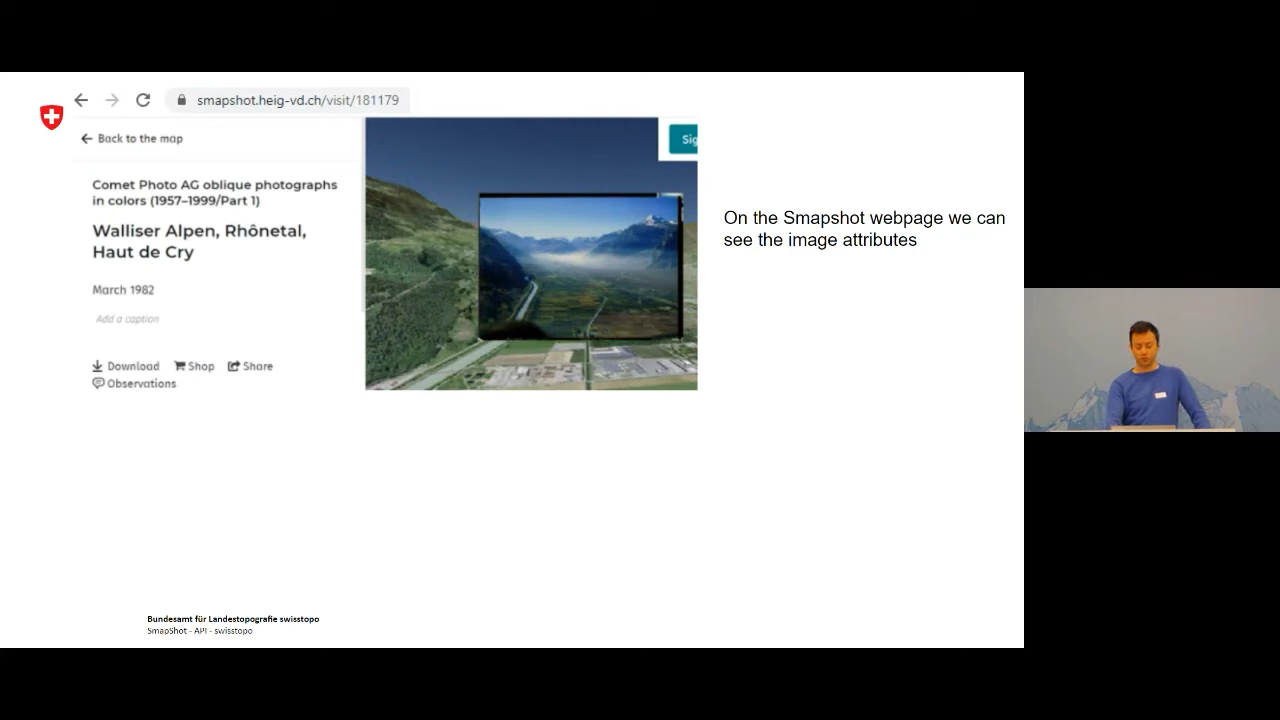 smapshot.heig-vd.ch/visit/181179
Back to the map
Sig
Comet Photo AG oblique photographs
in colors (1957–1999/Part 1)
Walliser Alpen, Rhônetal,
Haut de Cry
March 1982
Add a caption
Download Shop Share
Observations
On the Smapshot webpage we can
see the image attributes
Bundesamt für Landestopografie swisstopo
SmapShot - API - swisstopo